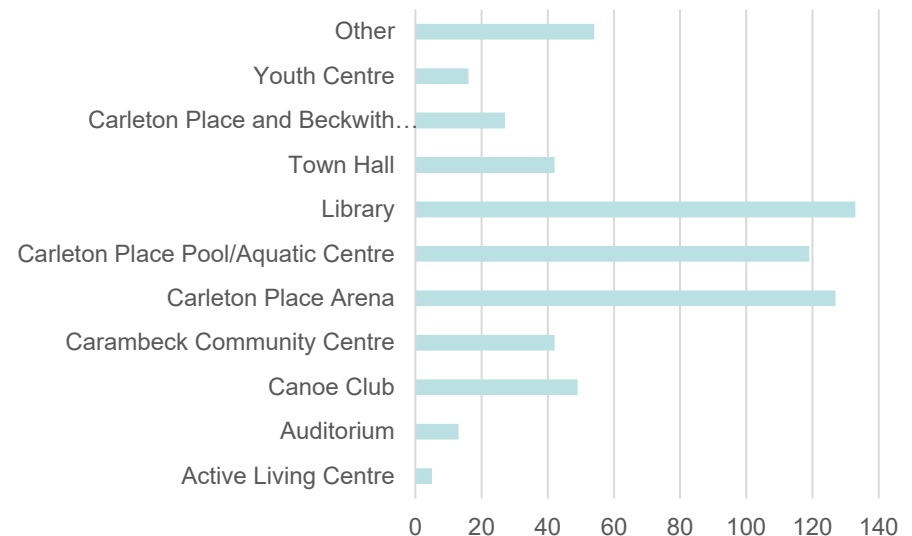 Other
Youth Centre
Carleton Place and Beckwith…
Town Hall
Library
Carleton Place Pool/Aquatic Centre
Carleton Place Arena
Carambeck Community Centre
Canoe Club
Auditorium
Active Living Centre
0 20 40 60 80 100 120 140